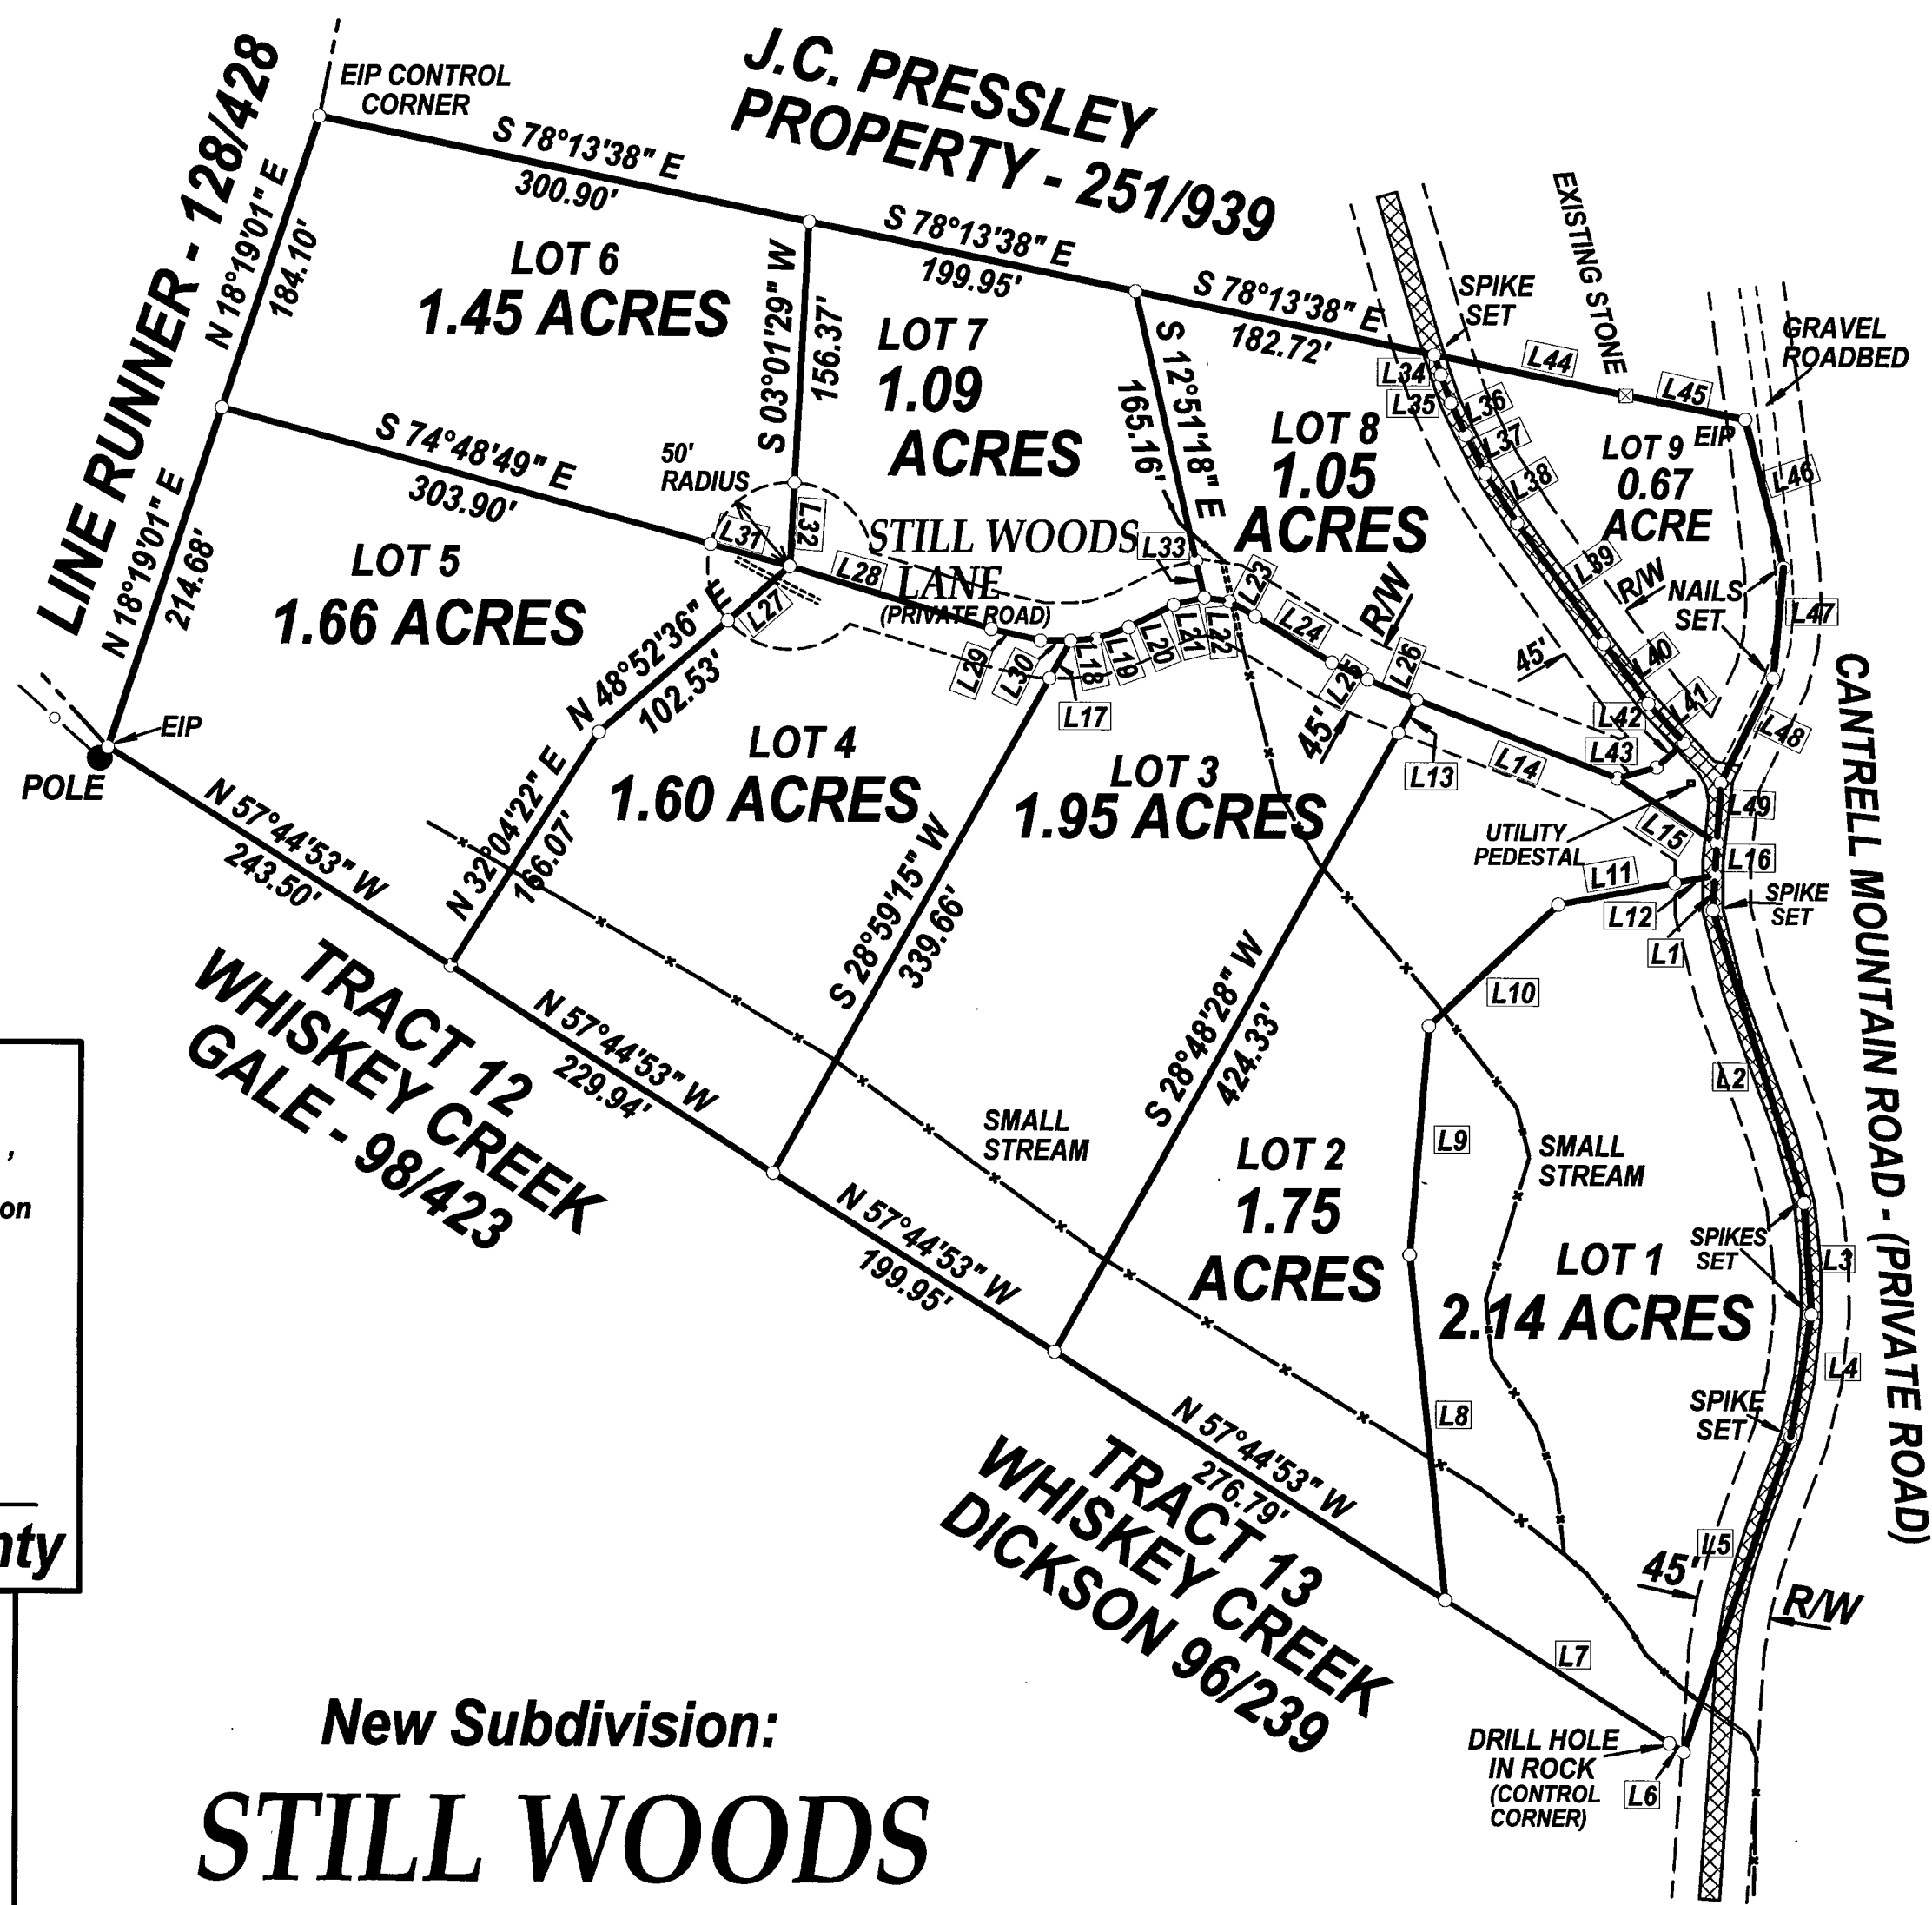 LINE RUNNER - 128/428
EIP CONTROL
CORNER
J.C. PRESSLEY
PROPERTY - 251/939
S 78°13'38" E
300.90'
S 78°13'38" E
199.95'
S 78°13'38" E
182.72'
N 18°19'01" E
184.10'
N 18°19'01" E
214.68'
LOT 6
1.45 ACRES
S 03°01'29" W
156.37'
LOT 7
1.09
ACRES
S 12°51'18" E
165.16'
LOT 8
1.05
ACRES
SPIKE
SET
EXISTING STONE
GRAVEL
ROADBED
L44
L45
EIP
LOT 9
0.67
ACRE
L34
L35
L36
L37
L38
L39
L40
L41
L42
L43
L46
L47
L48
L49
R/W
NAILS
SET
45'
S 74°48'49" E
303.90'
50'
RADIUS
L31
L32
STILL WOODS
LANE
(PRIVATE ROAD)
L28
L33
L23
L24
R/W
L27
L29
L30
L18
L19
L20
L21
L22
L25
L26
L17
45'
L13
L14
L15
L16
LOT 5
1.66 ACRES
EIP
POLE
N 48°52'36" E
102.53'
N 32°04'22" E
166.07'
LOT 4
1.60 ACRES
LOT 3
1.95 ACRES
UTILITY
PEDESTAL
L11
L12
L1
SPIKE
SET
CANTRELL MOUNTAIN ROAD - (PRIVATE ROAD)
N 57°44'53" W
243.50'
S 28°59'15" W
339.66'
S 28°48'28" W
424.33'
L10
L2
L9
TRACT 12
WHISKEY CREEK
GALE - 98/423
N 57°44'53" W
229.94'
SMALL
STREAM
LOT 2
1.75
ACRES
SMALL
STREAM
N 57°44'53" W
199.95'
SPIKES
SET
L3
LOT 1
2.14 ACRES
L4
L8
SPIKE
SET
N 57°44'53" W
276.79'
TRACT 13
WHISKEY CREEK
DICKSON 96/239
L5
45'
R/W
L7
DRILL HOLE
IN ROCK
(CONTROL
CORNER)
L6
,
on
nty
New Subdivision:
STILL WOODS